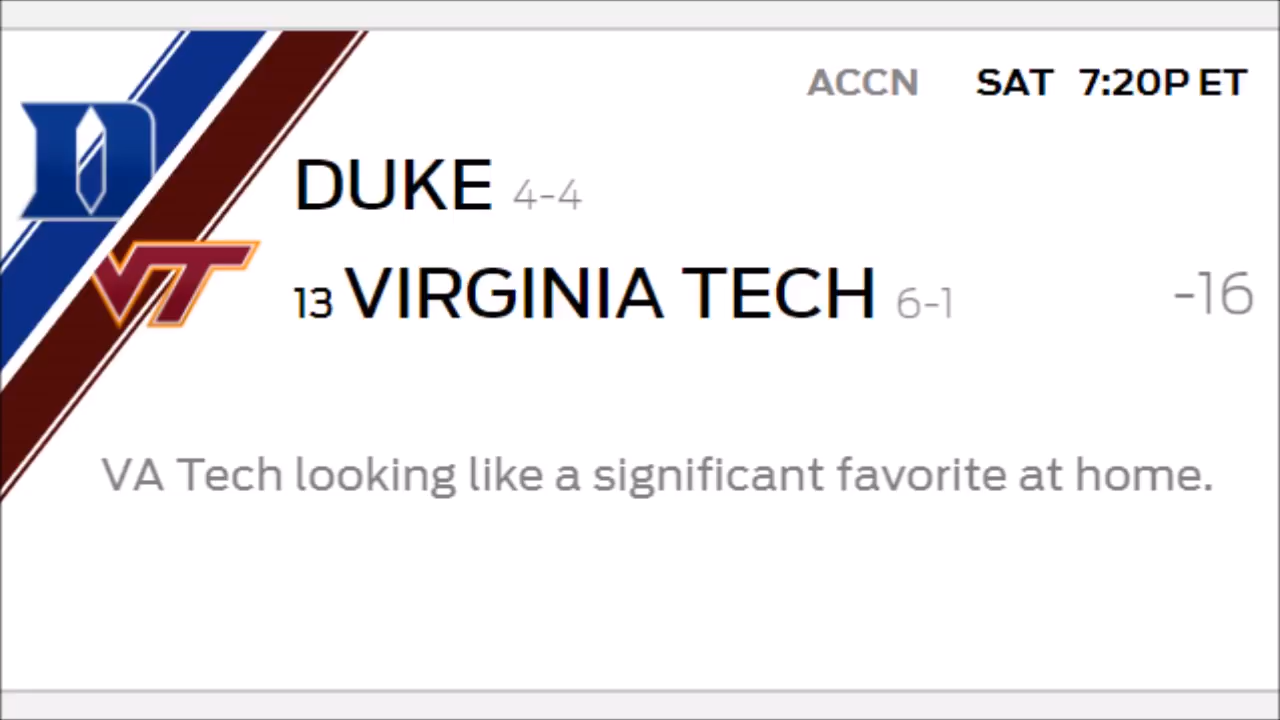 ACCN SAT 7:20P ET
D
DUKE 4-4
VT
13 VIRGINIA TECH 6-1 -16
VA Tech looking like a significant favorite at home.